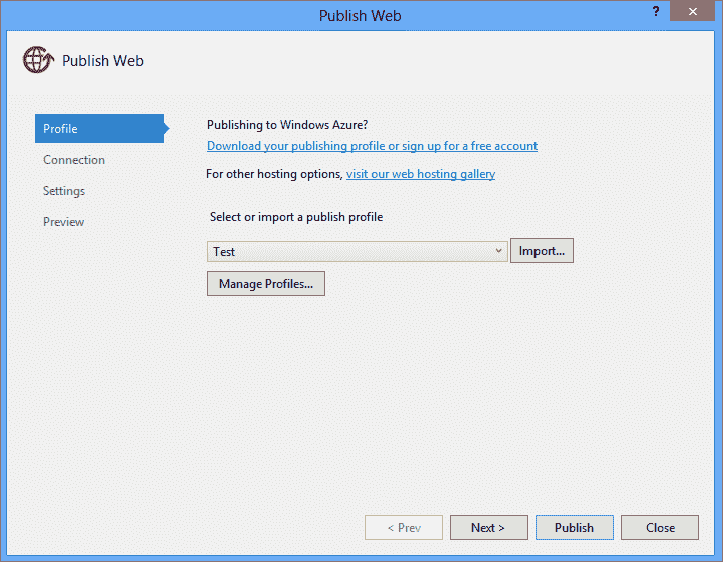 Publish Web
?
Publish Web
Profile
Connection
Settings
Preview
Publishing to Windows Azure?
Download your publishing profile or sign up for a free account
For other hosting options, visit our web hosting gallery
Select or import a publish profile
Test
Import...
Manage Profiles...
< Prev
Next >
Publish
Close